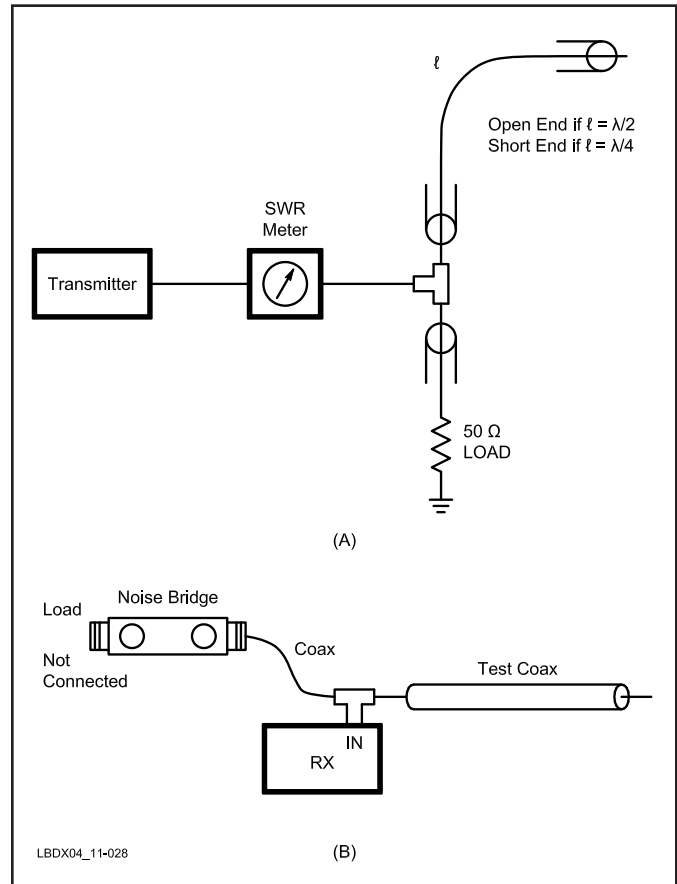 ℓ
Open End if ℓ = λ/2
Short End if ℓ = λ/4
SWR
Meter
Transmitter
50 Ω
LOAD
(A)
Noise Bridge
Load
Not
Connected
Coax
Test Coax
IN
RX
LBDX04_11-028
(B)